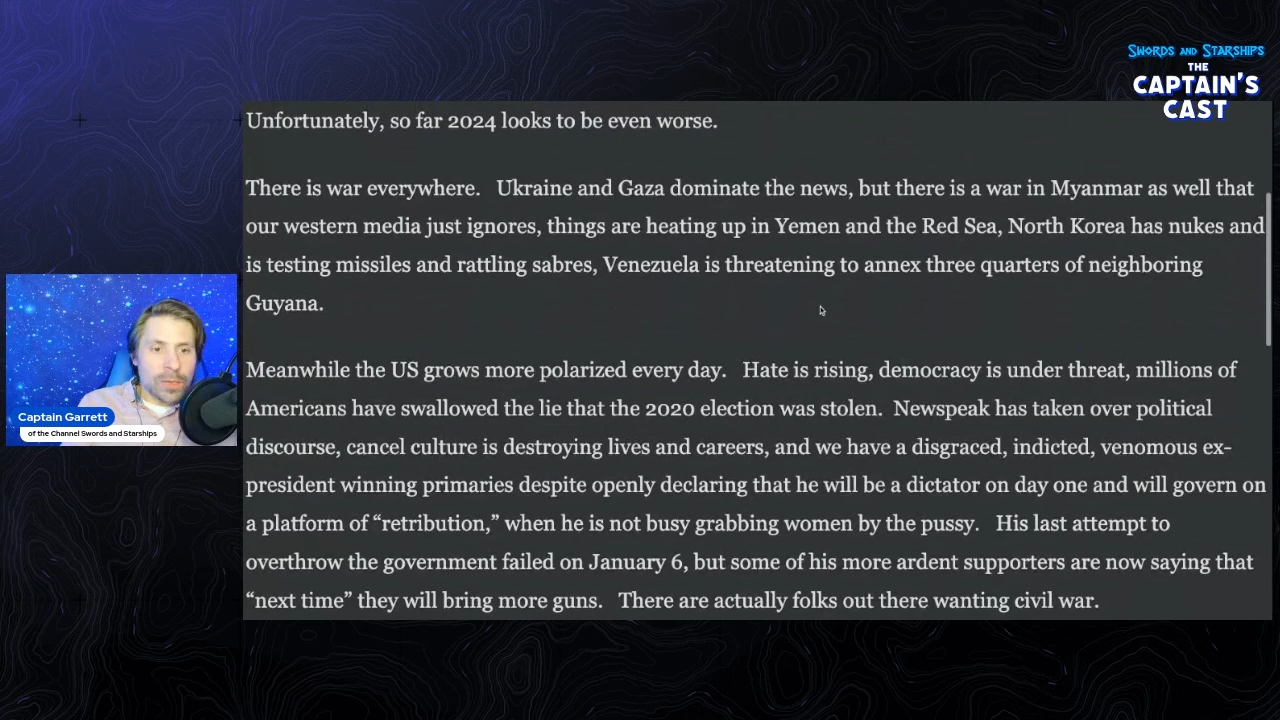 SWORDS AND STARSHIPS
THE
CAPTAIN'S
CAST
Unfortunately, so far 2024 looks to be even worse.
There is war everywhere.   Ukraine and Gaza dominate the news, but there is a war in Myanmar as well that
our western media just ignores, things are heating up in Yemen and the Red Sea, North Korea has nukes and
is testing missiles and rattling sabres, Venezuela is threatening to annex three quarters of neighboring
Guyana.
Meanwhile the US grows more polarized every day.   Hate is rising, democracy is under threat, millions of
Americans have swallowed the lie that the 2020 election was stolen.  Newspeak has taken over political
discourse, cancel culture is destroying lives and careers, and we have a disgraced, indicted, venomous ex-
president winning primaries despite openly declaring that he will be a dictator on day one and will govern on
a platform of “retribution,” when he is not busy grabbing women by the pussy.   His last attempt to
overthrow the government failed on January 6, but some of his more ardent supporters are now saying that
“next time” they will bring more guns.   There are actually folks out there wanting civil war.
Captain Garrett
of the Channel Swords and Starships